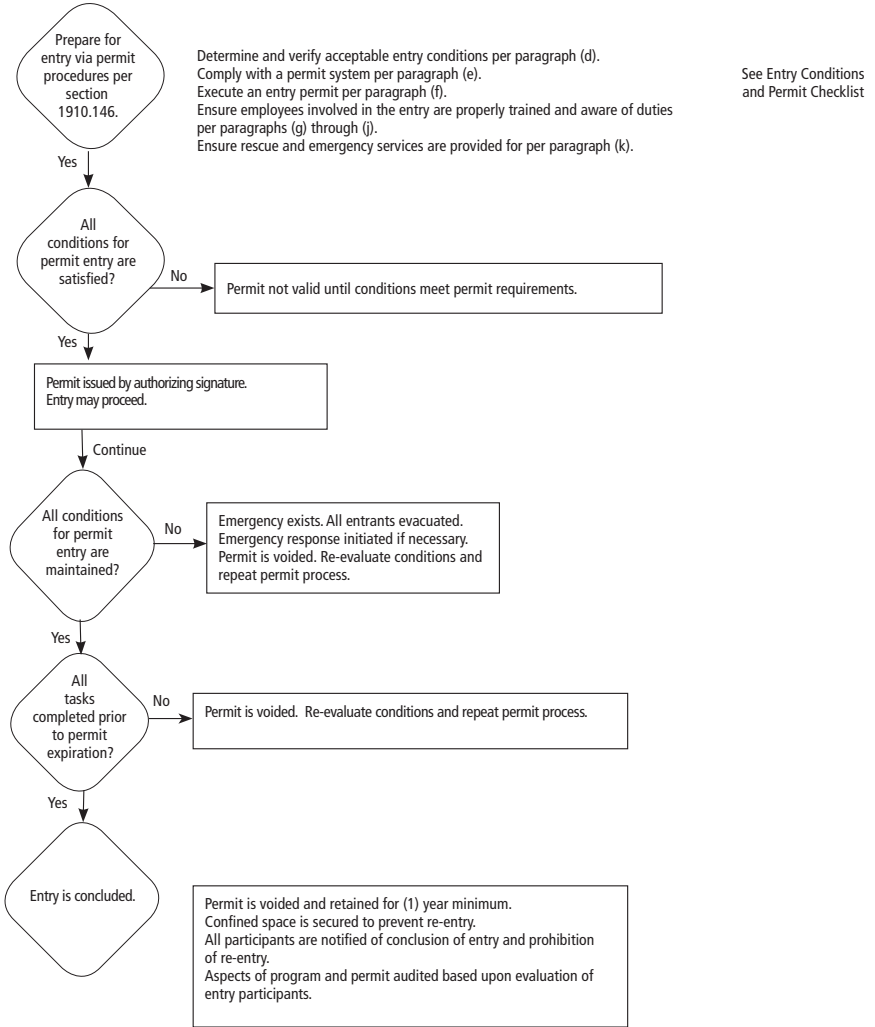 Prepare for
entry via permit
procedures per
section
1910.146.
Determine and verify acceptable entry conditions per paragraph (d).
Comply with a permit system per paragraph (e).
Execute an entry permit per paragraph (f).
Ensure employees involved in the entry are properly trained and aware of duties
per paragraphs (g) through (j).
Ensure rescue and emergency services are provided for per paragraph (k).
See Entry Conditions
and Permit Checklist
Yes
All
conditions for
permit entry are
satisfied?
No
Permit not valid until conditions meet permit requirements.
Yes
Permit issued by authorizing signature.
Entry may proceed.
Continue
All conditions
for permit
entry are
maintained?
No
Emergency exists. All entrants evacuated.
Emergency response initiated if necessary.
Permit is voided. Re-evaluate conditions and
repeat permit process.
Yes
All
tasks
completed prior
to permit
expiration?
No
Permit is voided. Re-evaluate conditions and repeat permit process.
Yes
Entry is concluded.
Permit is voided and retained for (1) year minimum.
Confined space is secured to prevent re-entry.
All participants are notified of conclusion of entry and prohibition
of re-entry.
Aspects of program and permit audited based upon evaluation of
entry participants.